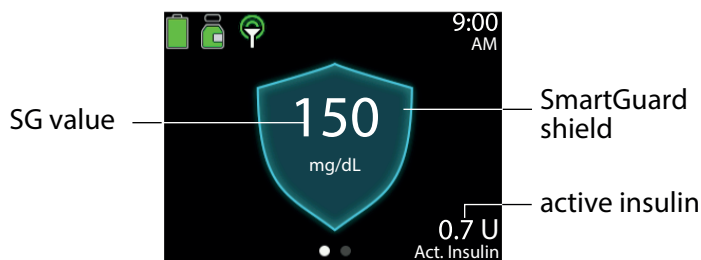 9:00
AM
SG value
150
mg/dL
SmartGuard
shield
active insulin
0.7 U
Act. Insulin